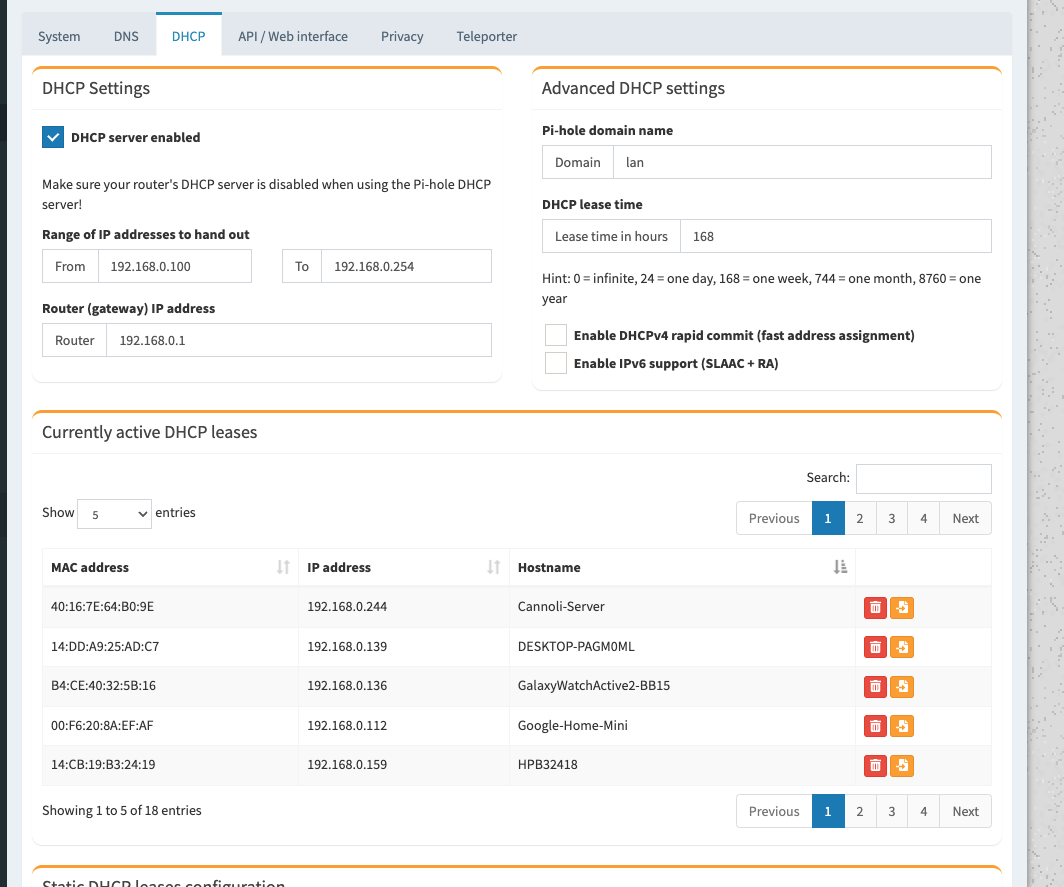 System DNS DHCP API / Web interface Privacy Teleporter
DHCP Settings
DHCP server enabled
Make sure your router's DHCP server is disabled when using the Pi-hole DHCP
server!
Range of IP addresses to hand out
From 192.168.0.100 To 192.168.0.254
Router (gateway) IP address
Router 192.168.0.1
Advanced DHCP settings
Pi-hole domain name
Domain lan
DHCP lease time
Lease time in hours 168
Hint: 0 = infinite, 24 = one day, 168 = one week, 744 = one month, 8760 = one
year
Enable DHCPv4 rapid commit (fast address assignment)
Enable IPv6 support (SLAAC + RA)
Currently active DHCP leases
Search:
Show 5 entries
Previous 1 2 3 4 Next
MAC address IP address Hostname
40:16:7E:64:B0:9E 192.168.0.244 Cannoli-Server
14:DD:A9:25:AD:C7 192.168.0.139 DESKTOP-PAGM0ML
B4:CE:40:32:5B:16 192.168.0.136 GalaxyWatchActive2-BB15
00:F6:20:8A:EF:AF 192.168.0.112 Google-Home-Mini
14:CB:19:B3:24:19 192.168.0.159 HPB32418
Showing 1 to 5 of 18 entries
Previous 1 2 3 4 Next
Static DHCP leases configuration